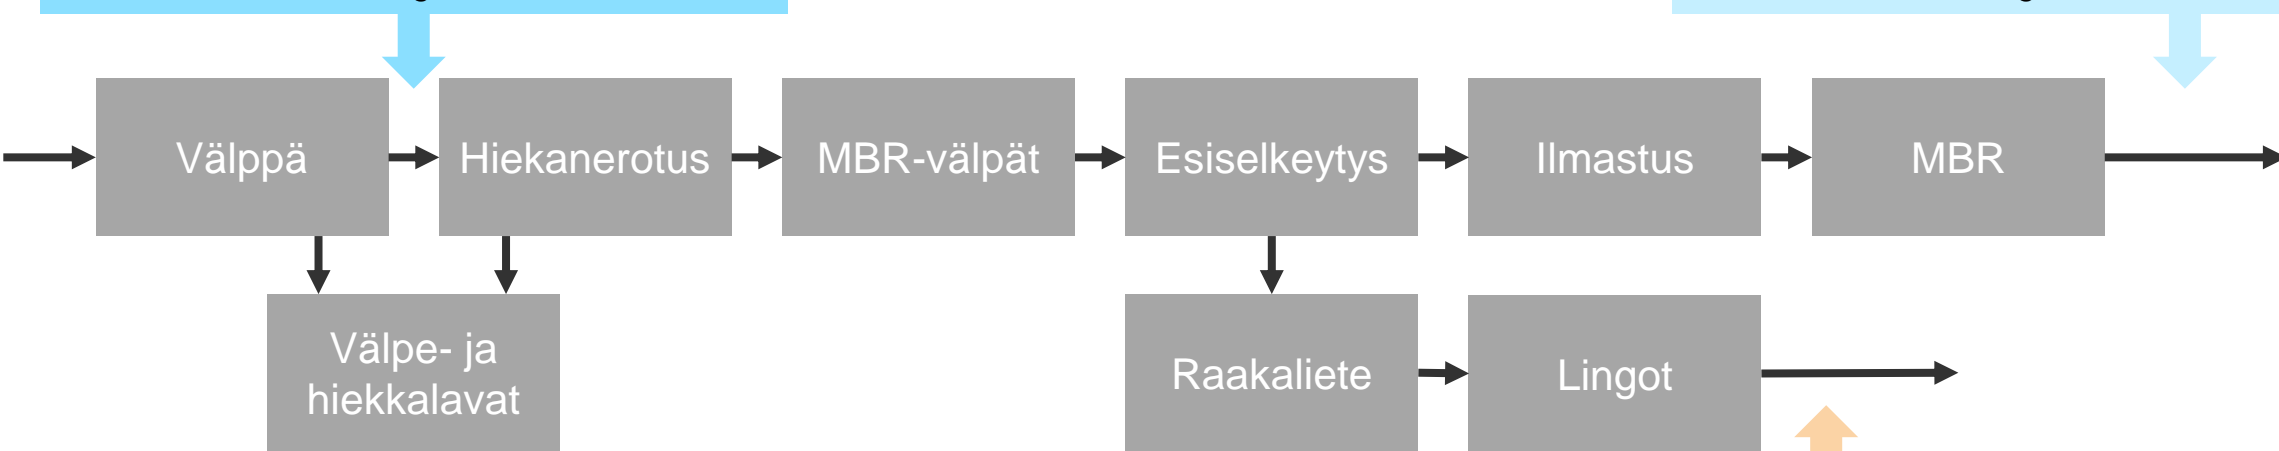 Välppä
Hiekanerotus
MBR-välpät
Esiselkeytys
Ilmastus
MBR
Välpe- ja
hiekkalavat
Raakaliete
Lingot